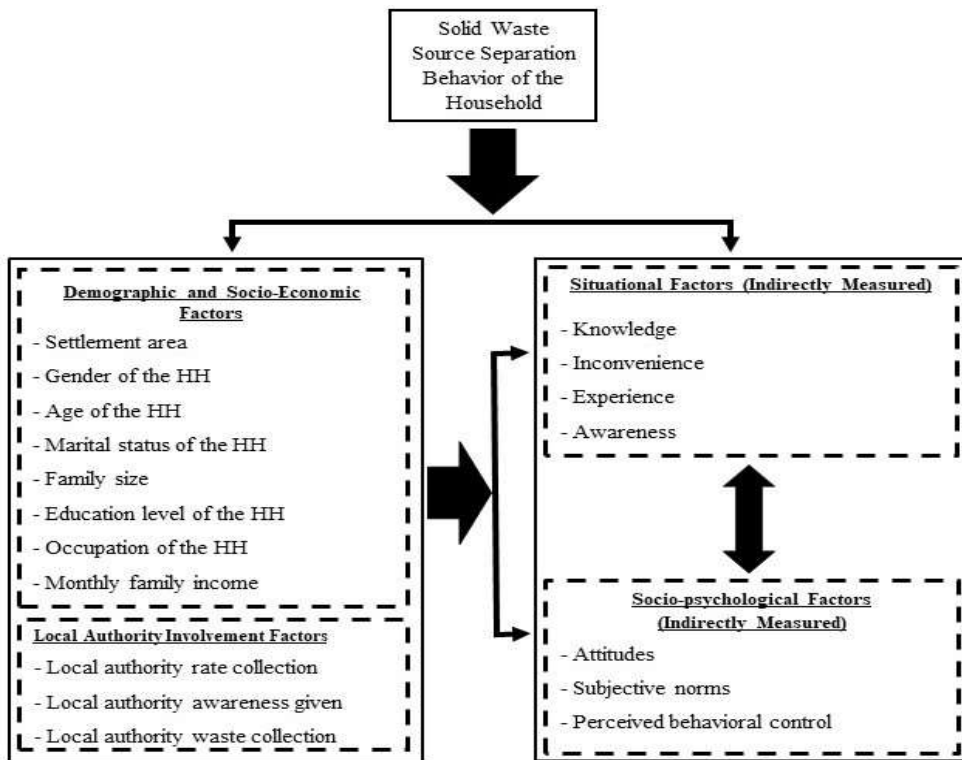 Solid Waste
Source Separation
Behavior of the
Household
Demographic and Socio-Economic
Factors
- Settlement area
- Gender of the HH
- Age of the HH
- Marital status of the HH
- Family size
- Education level of the HH
- Occupation of the HH
- Monthly family income
Local Authority Involvement Factors
- Local authority rate collection
- Local authority awareness given
- Local authority waste collection
Situational Factors (Indirectly Measured)
- Knowledge
- Inconvenience
- Experience
- Awareness
Socio-psychological Factors
(Indirectly Measured)
- Attitudes
- Subjective norms
- Perceived behavioral control